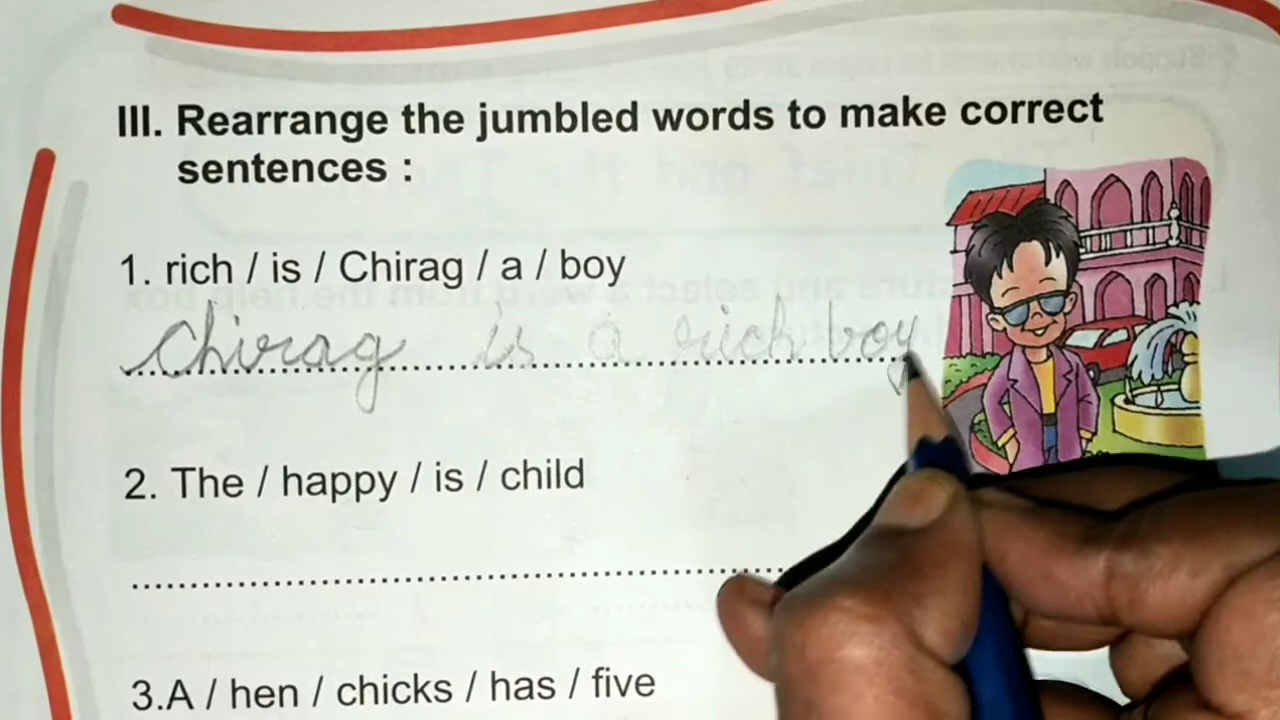 III. Rearrange the jumbled words to make correct
sentences :
1. rich / is / Chirag / a / boy
Chirag is a rich boy
2. The / happy / is / child
3.A / hen / chicks / has / five